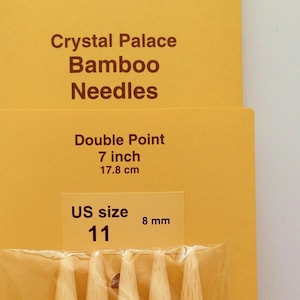 Crystal Palace
Bamboo
Needles
Double Point
7 inch
17.8 cm
US size 8 mm
11